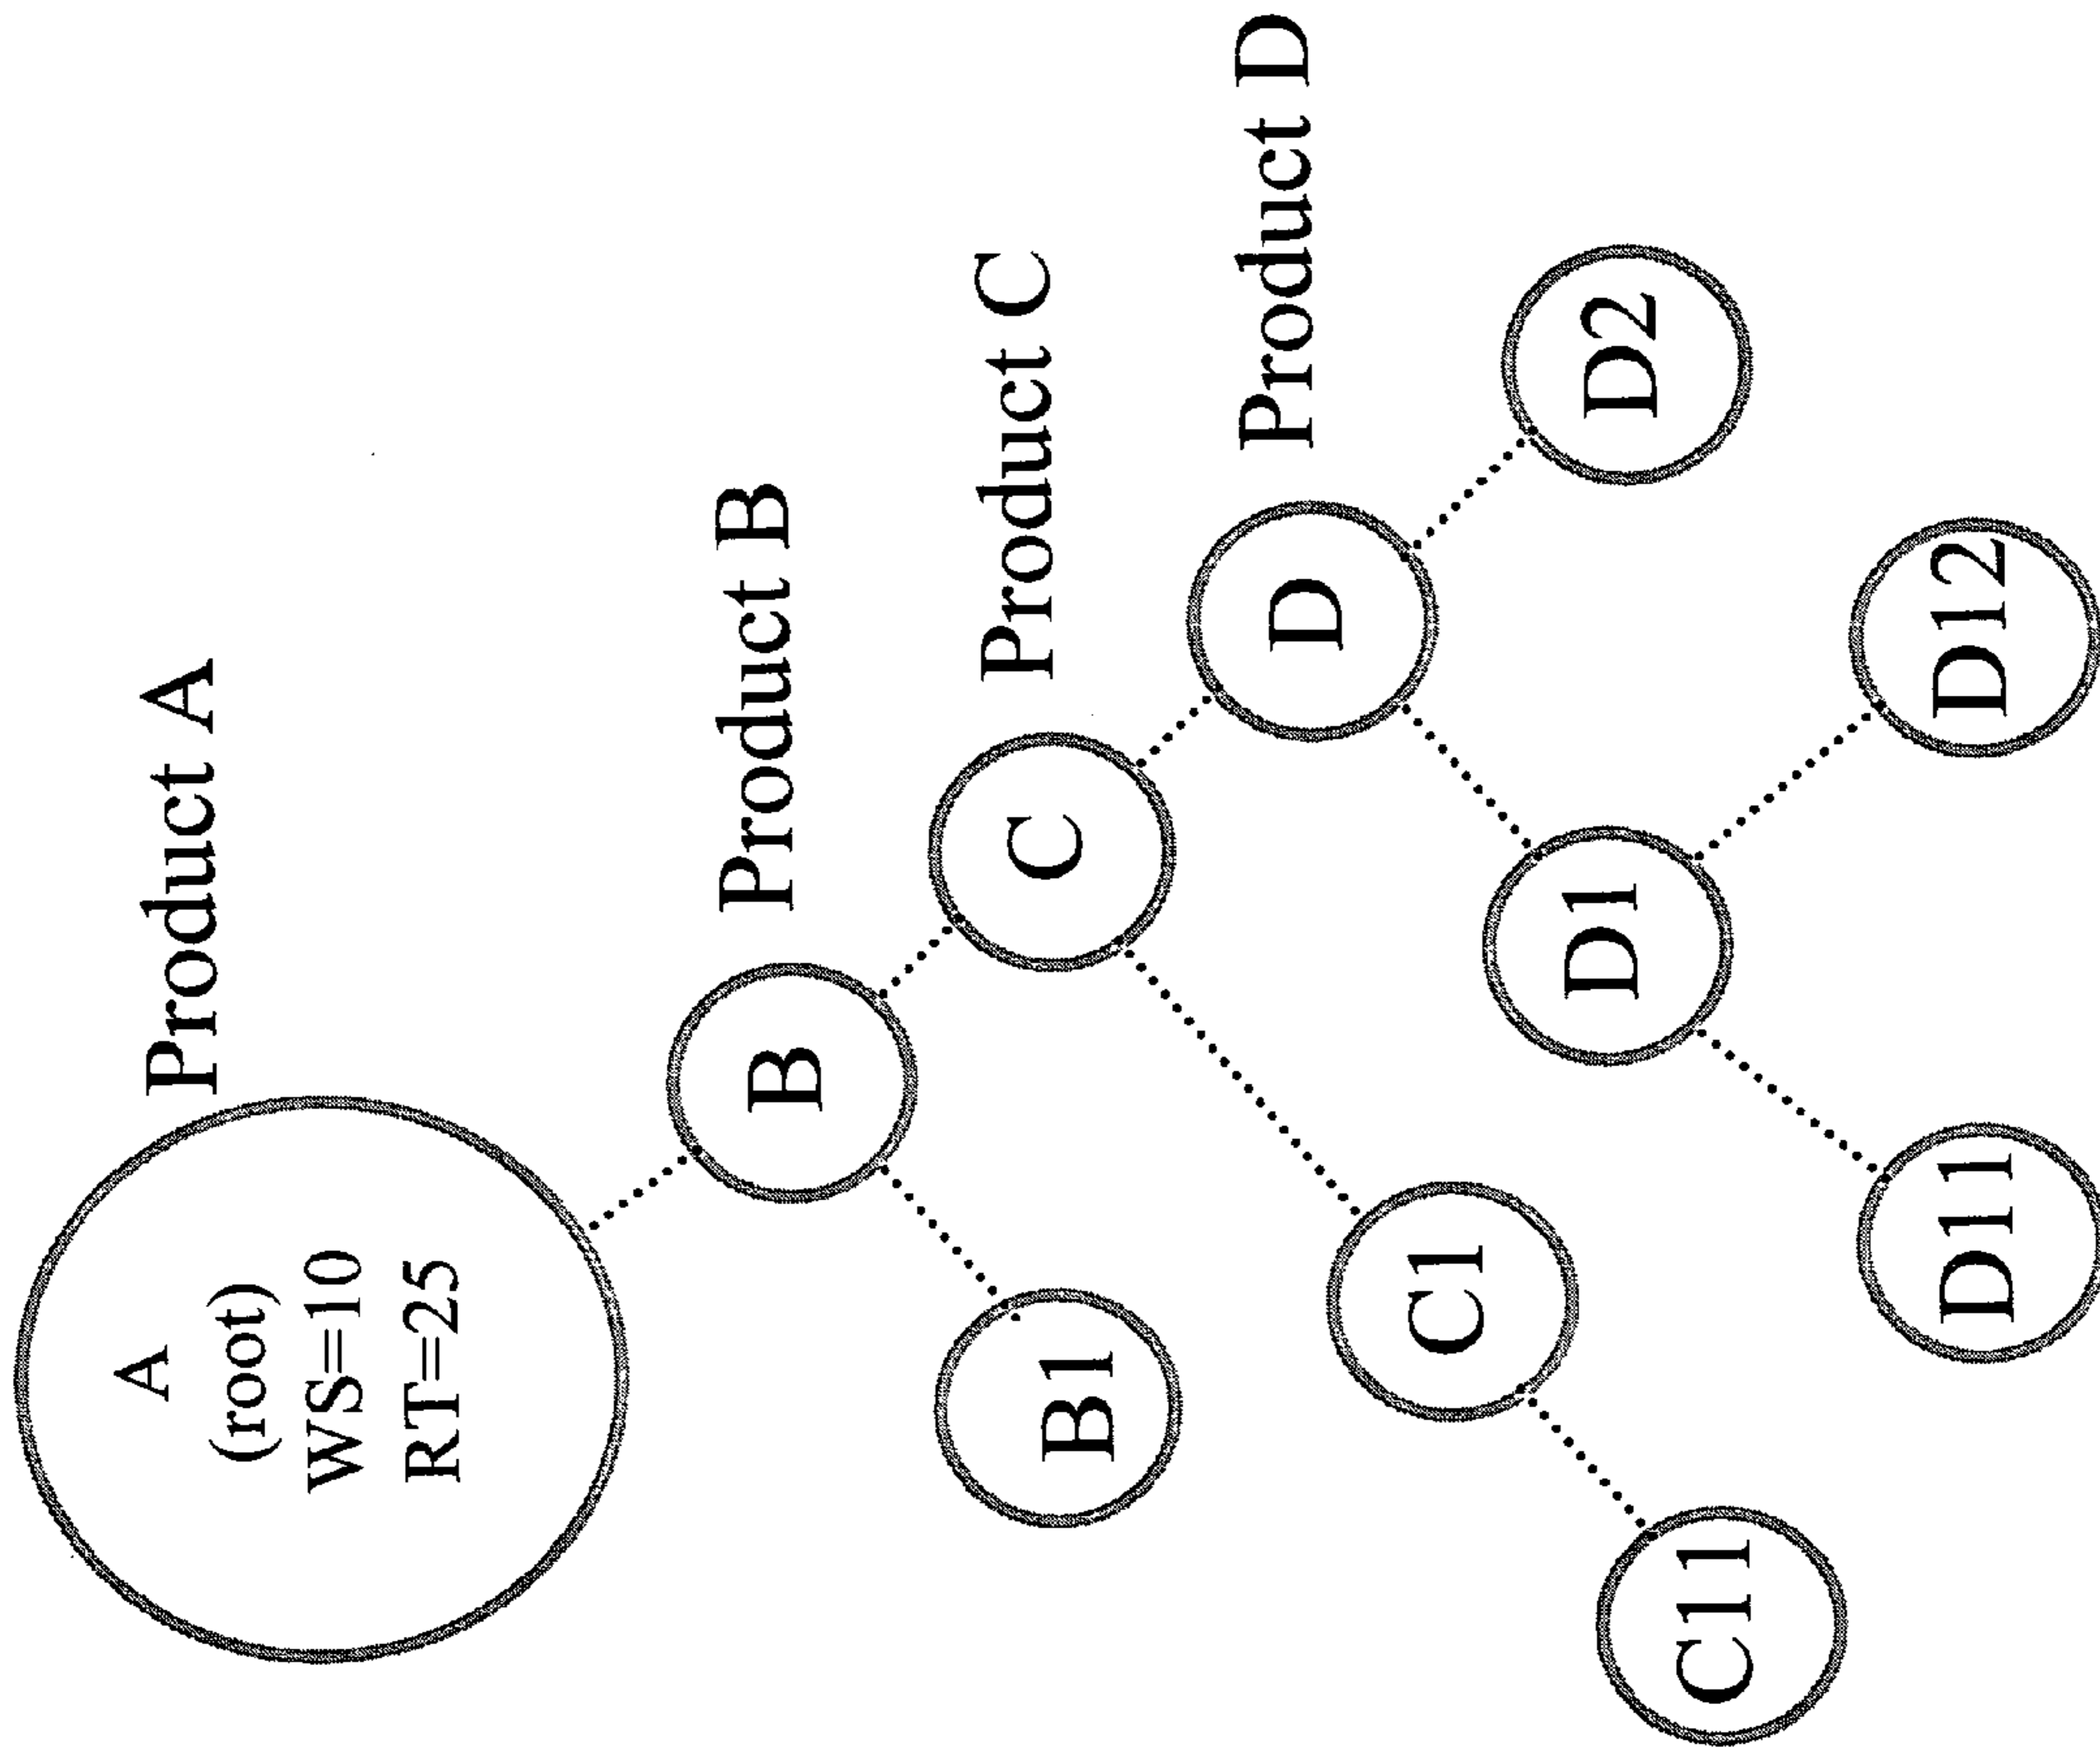 Product A
A
(root)
WS=10
RT=25
Product B
B
Product C
C
B1
Product D
D
C1
D1
D2
C11
D11
D12